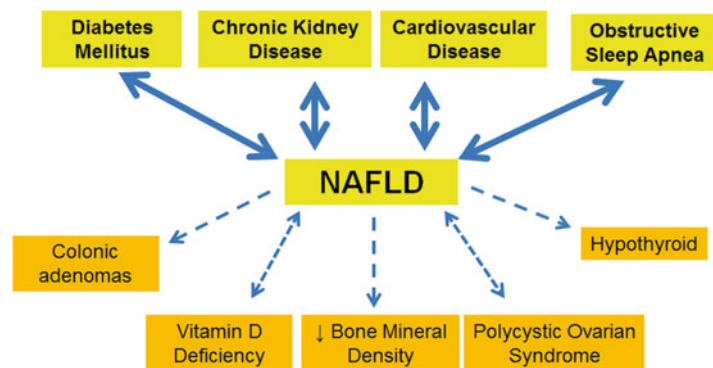 Diabetes
Mellitus
Chronic Kidney
Disease
Cardiovascular
Disease
Obstructive
Sleep Apnea
NAFLD
Colonic
adenomas
Hypothyroid
Vitamin D
Deficiency
↓ Bone Mineral
Density
Polycystic Ovarian
Syndrome